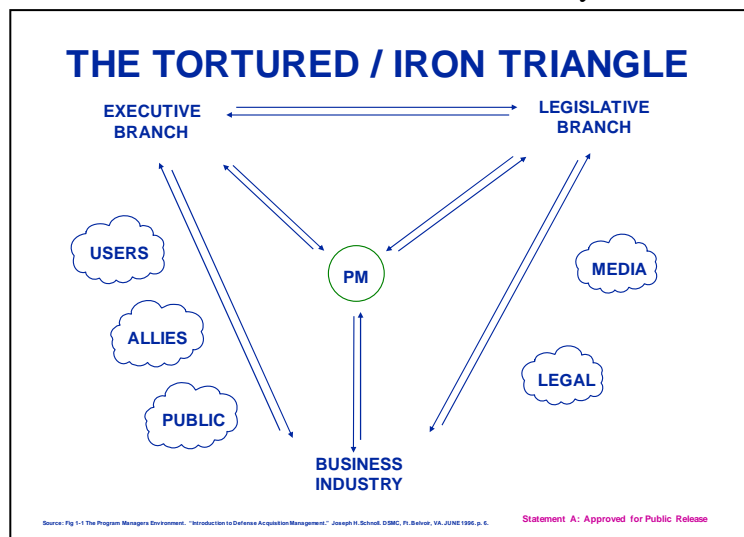 THE TORTURED / IRON TRIANGLE
EXECUTIVE
BRANCH
LEGISLATIVE
BRANCH
USERS
PM
MEDIA
ALLIES
LEGAL
PUBLIC
BUSINESS
INDUSTRY
Source: Fig 1-1 The Program Managers Environment. "Introduction to Defense Acquisition Management." Joseph H. Schmoll. DSMC, Ft. Belvoir, VA. JUNE 1996. p. 6.
Statement A: Approved for Public Release